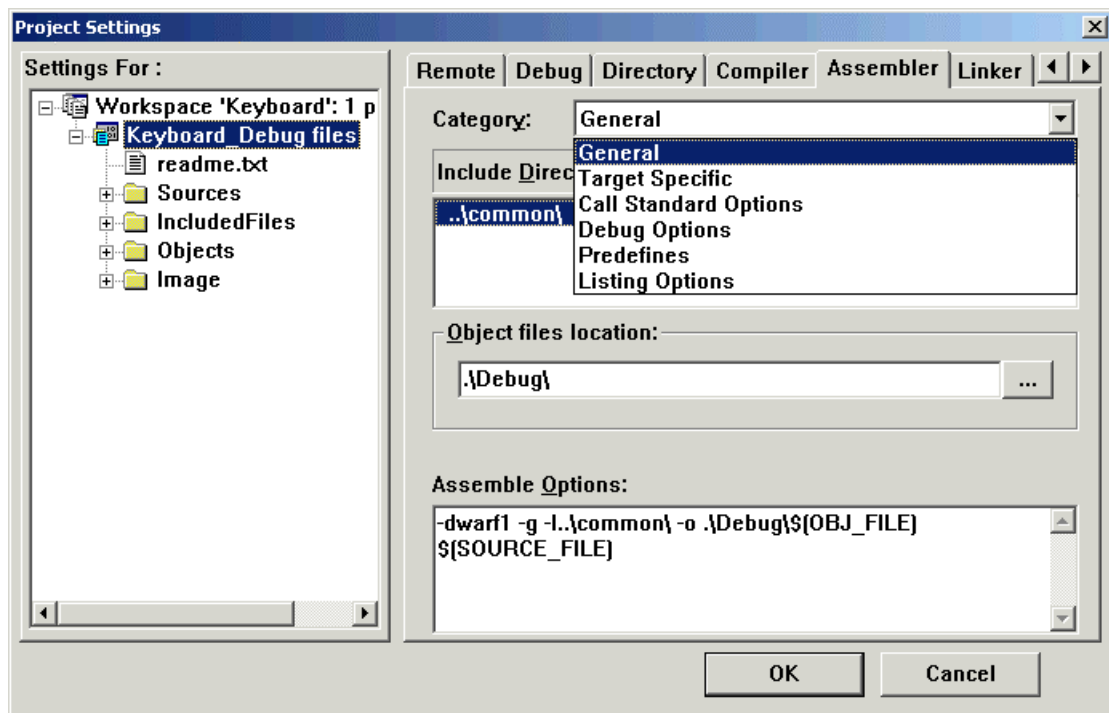 Project Settings
Settings For :
Workspace 'Keyboard': 1 p
Keyboard_Debug files
readme.txt
Sources
IncludedFiles
Objects
Image
Remote
Debug
Directory
Compiler
Assembler
Linker
Category:
General
General
Target Specific
Call Standard Options
Debug Options
Predefines
Listing Options
Include Direc
..\common\
Object files location:
.\Debug\
...
Assemble Options:
-dwarf1 -g -I..\common\ -o .\Debug\$(OBJ_FILE)
$(SOURCE_FILE)
OK
Cancel